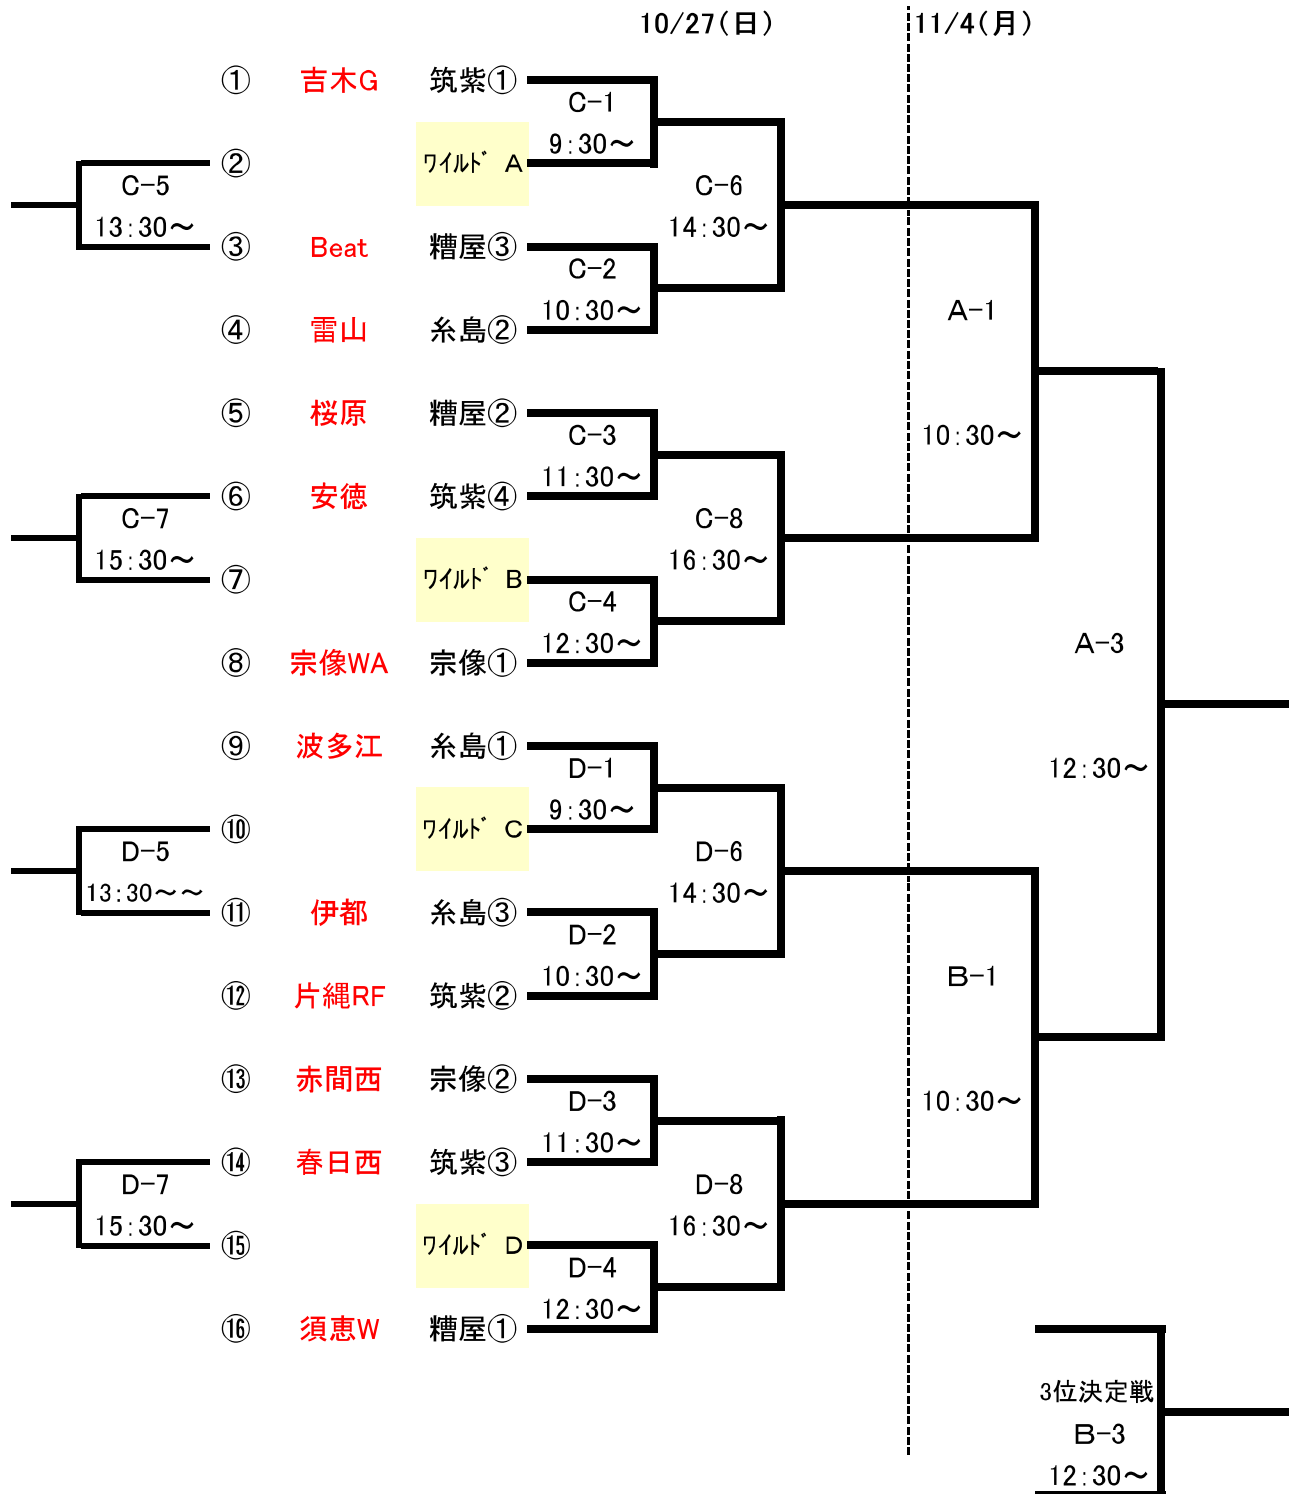 10/27(日) 11/4(月)
① 吉木G 筑紫①
C-1
9:30～
② ワイルド A
C-5
13:30～
C-6
14:30～
③ Beat 糟屋③
C-2
10:30～
④ 雷山 糸島②
A-1
10:30～
⑤ 桜原 糟屋②
C-3
11:30～
⑥ 安徳 筑紫④
C-7
15:30～
C-8
16:30～
⑦ ワイルド B
C-4
12:30～
⑧ 宗像WA 宗像①
A-3
12:30～
⑨ 波多江 糸島①
D-1
9:30～
⑩ ワイルド C
D-5
13:30～～
D-6
14:30～
⑪ 伊都 糸島③
D-2
10:30～
⑫ 片縄RF 筑紫②
B-1
10:30～
⑬ 赤間西 宗像②
D-3
11:30～
⑭ 春日西 筑紫③
D-7
15:30～
D-8
16:30～
⑮ ワイルド D
D-4
12:30～
⑯ 須恵W 糟屋①
3位決定戦
B-3
12:30～